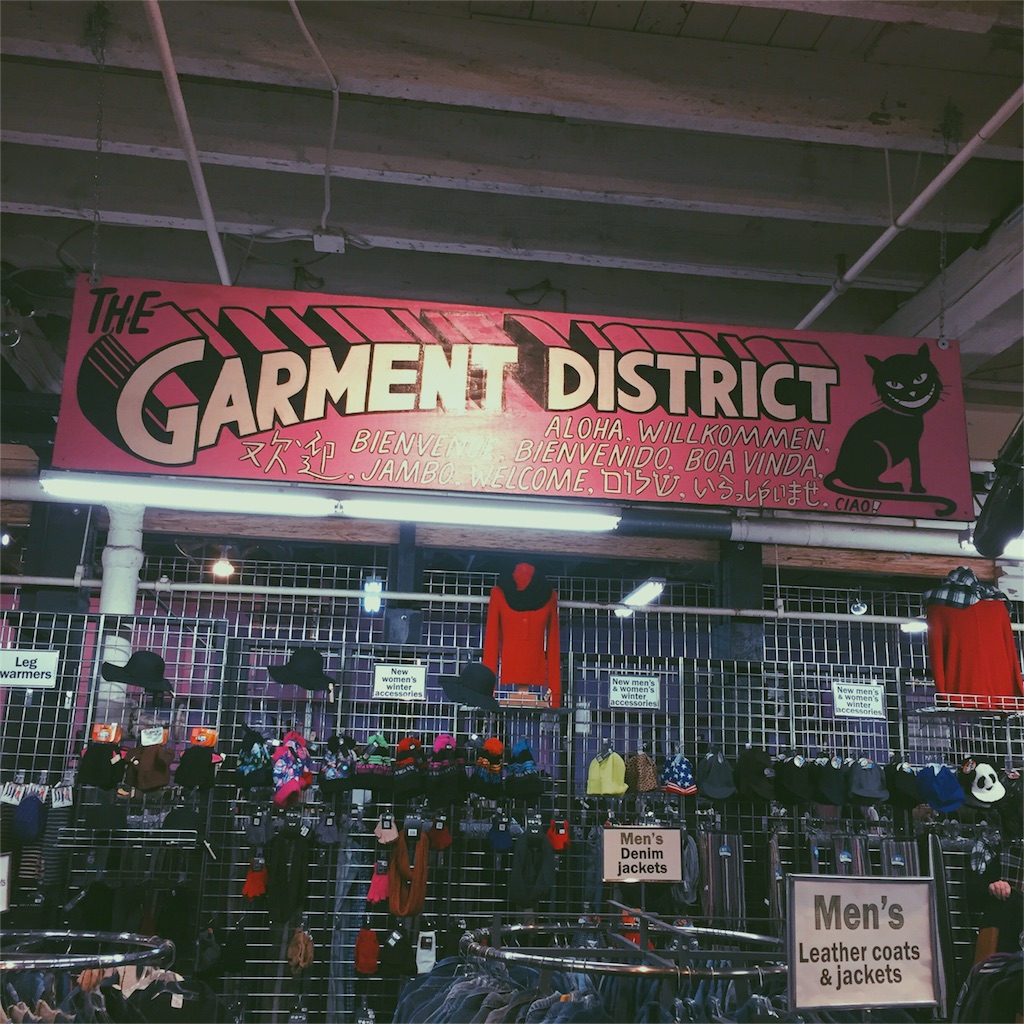 THE
GARMENT DISTRICT
ALOHA, WILLKOMMEN,
欢迎, BIENVENUE, BIENVENIDO, BOA VINDA,
JAMBO, WELCOME, שלום, いらっしゃいませ,
CIAO!
Leg
warmers
New
women's
winter
accessories
New men's
& women's
winter
accessories
New men's
& women's
winter
accessories
Men's
Denim
jackets
Men's
Leather coats
& jackets